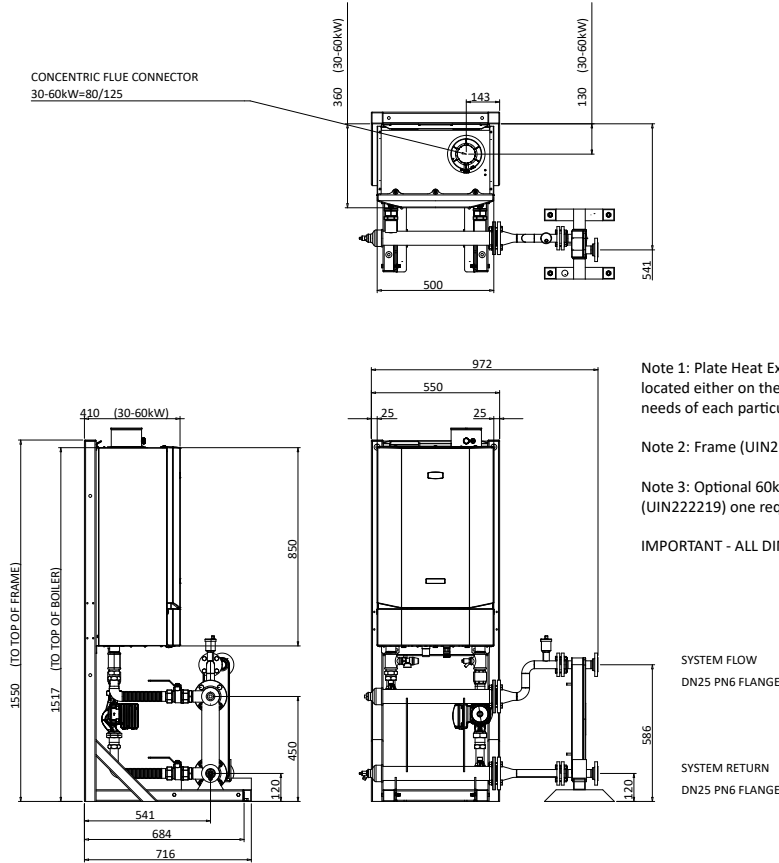 360 (30-60kW)
130 (30-60kW)
CONCENTRIC FLUE CONNECTOR
30-60kW=80/125
143
541
500
972
550
410 (30-60kW)
25
25
Note 1: Plate Heat Ex
located either on the
needs of each particu
Note 2: Frame (UIN2
Note 3: Optional 60k
(UIN222219) one req
IMPORTANT - ALL DI
850
1550 (TO TOP OF FRAME)
1517 (TO TOP OF BOILER)
450
120
541
684
716
SYSTEM FLOW
DN25 PN6 FLANGE
586
SYSTEM RETURN
DN25 PN6 FLANGE
120